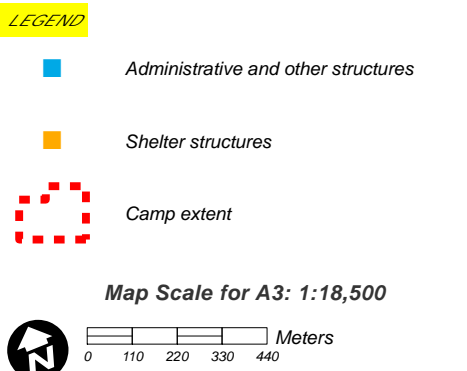 LEGEND
Administrative and other structures
Shelter structures
Camp extent
Map Scale for A3: 1:18,500
N
Meters
0 110 220 330 440